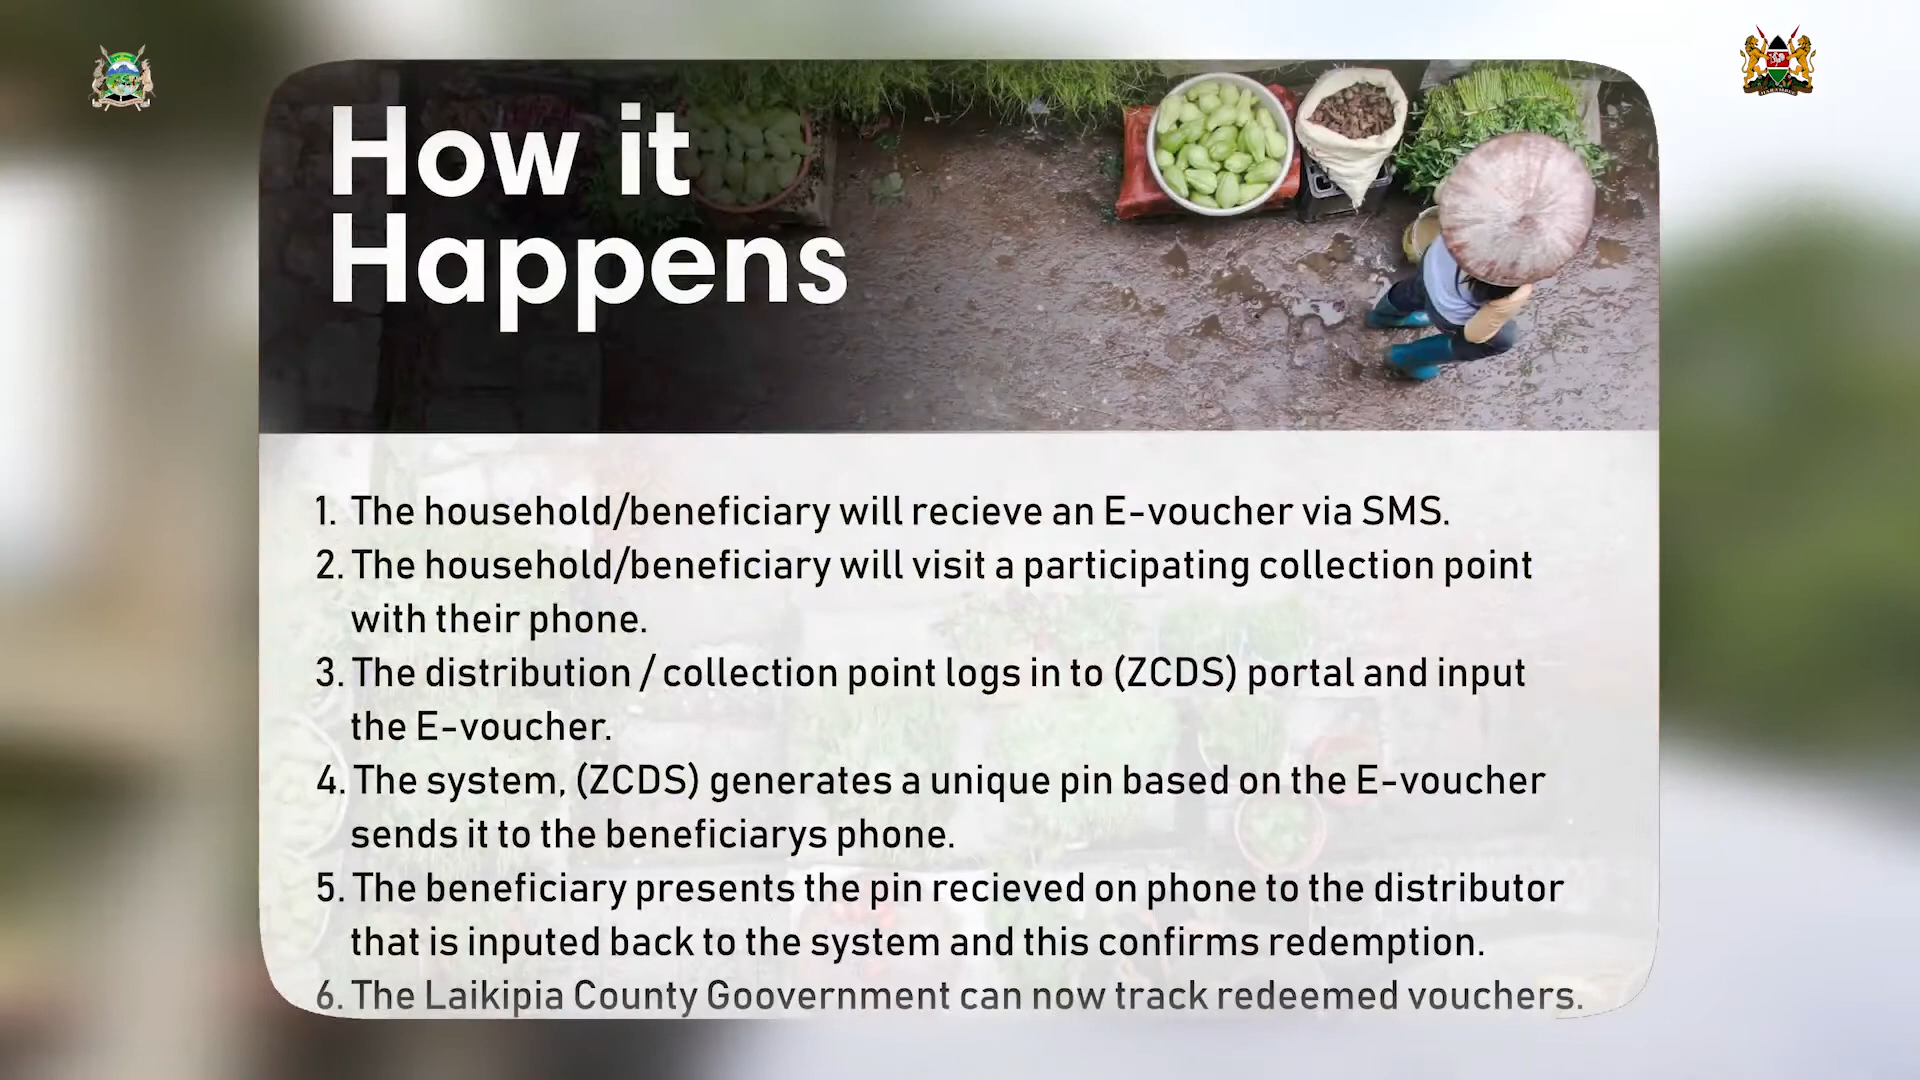 How it
Happens
1. The household/beneficiary will recieve an E-voucher via SMS.
2. The household/beneficiary will visit a participating collection point
with their phone.
3. The distribution / collection point logs in to (ZCDS) portal and input
the E-voucher.
4. The system, (ZCDS) generates a unique pin based on the E-voucher
sends it to the beneficiarys phone.
5. The beneficiary presents the pin recieved on phone to the distributor
that is inputed back to the system and this confirms redemption.
6. The Laikipia County Goovernment can now track redeemed vouchers.